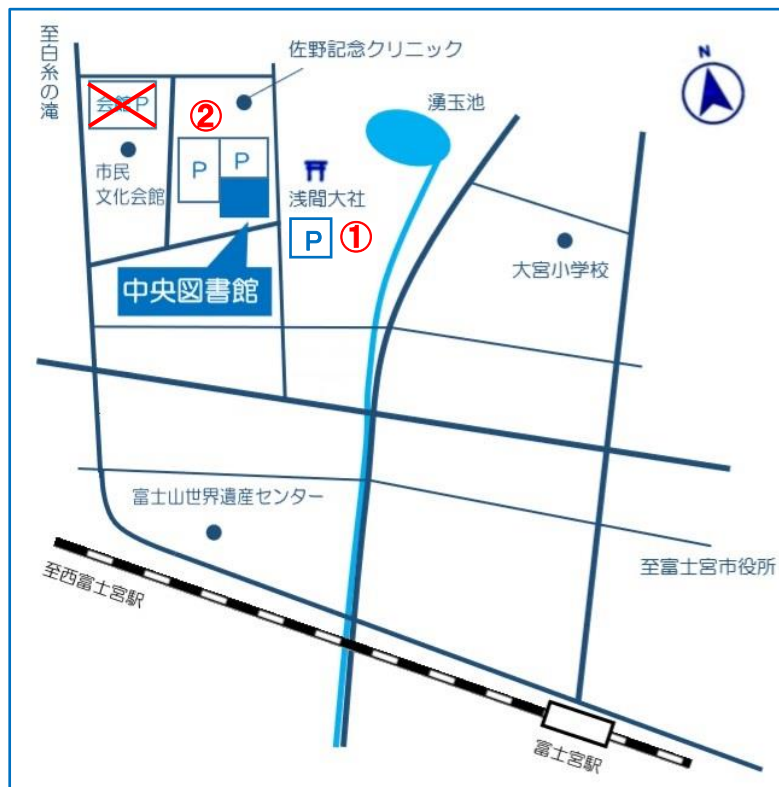 至白糸の滝
佐野記念クリニック
N
会館P
②
湧玉池
市民
文化会館
P
P
浅間大社
P
①
大宮小学校
中央図書館
富士山世界遺産センター
至富士宮市役所
至西富士宮駅
富士宮駅